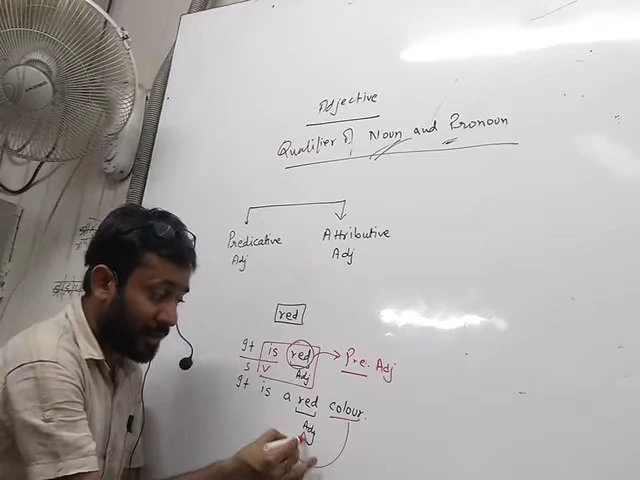 Adjective
Qualifier of Noun and Pronoun
Predicative Attributive
Adj Adj
red
It is red → Pre. Adj
S V Adj
It is a red colour.
Adj
A